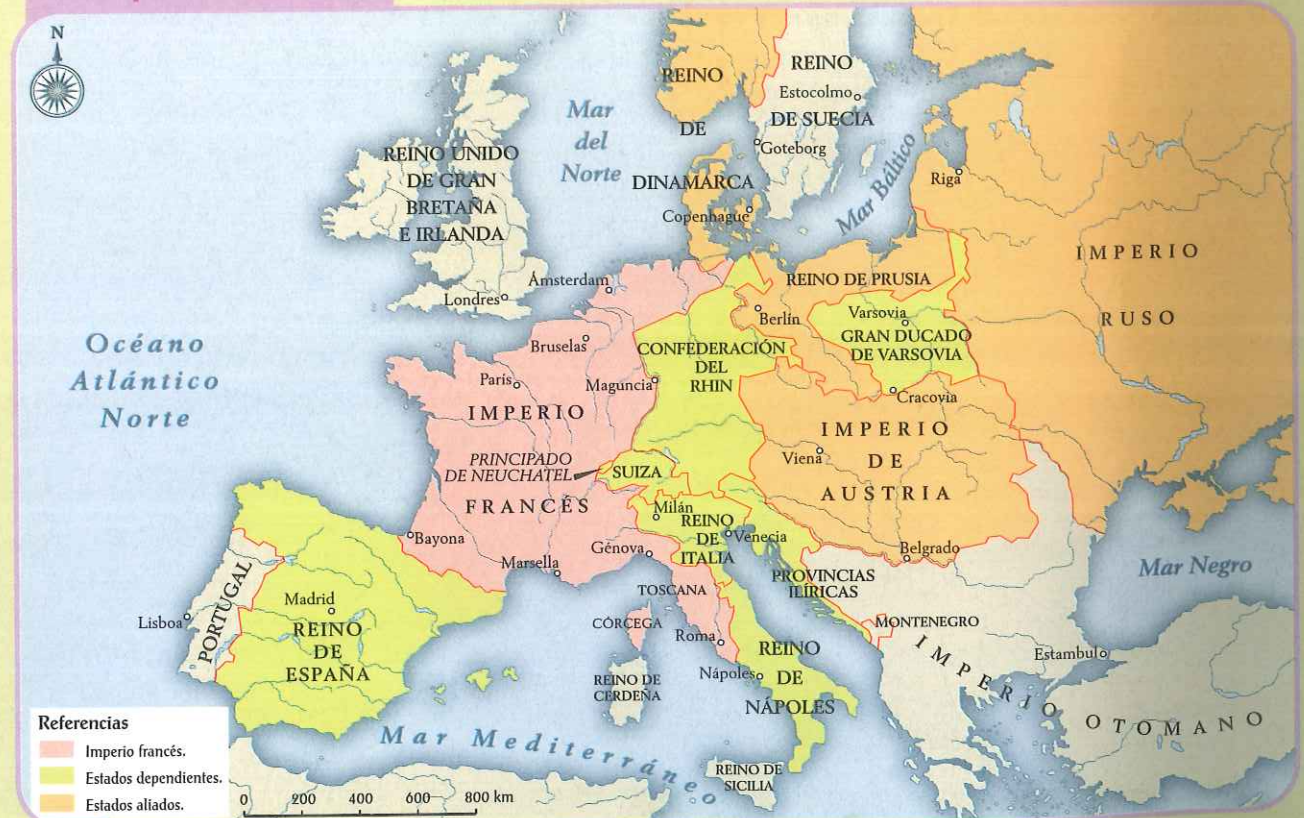 N
Mar
del
Norte
REINO
DE
DINAMARCA
Copenhague
REINO
Estocolmo
DE SUECIA
Goteborg
Mar Báltico
Riga
REINO UNIDO
DE GRAN
BRETAÑA
E IRLANDA
Londres
Ámsterdam
Bruselas
París
Maguncia
IMPERIO
FRANCÉS
PRINCIPADO
DE NEUCHATEL
SUIZA
CONFEDERACIÓN
DEL
RHIN
REINO DE PRUSIA
Berlín
Varsovia
GRAN DUCADO
DE VARSOVIA
Cracovia
IMPERIO
RUSO
IMPERIO
DE
AUSTRIA
Viena
Belgrado
Océano
Atlántico
Norte
Bayona
Marsella
Génova
Milán
REINO
DE
ITALIA
Venecia
PROVINCIAS
ILÍRICAS
TOSCANA
CÓRCEGA
Roma
MONTENEGRO
Mar Negro
Estambul
IMPERIO OTOMANO
Lisboa
PORTUGAL
Madrid
REINO
DE
ESPAÑA
REINO DE
CERDEÑA
Nápoles
REINO
DE
NÁPOLES
REINO DE
SICILIA
Mar Mediterráneo
Referencias
Imperio francés.
Estados dependientes.
Estados aliados.
0 200 400 600 800 km